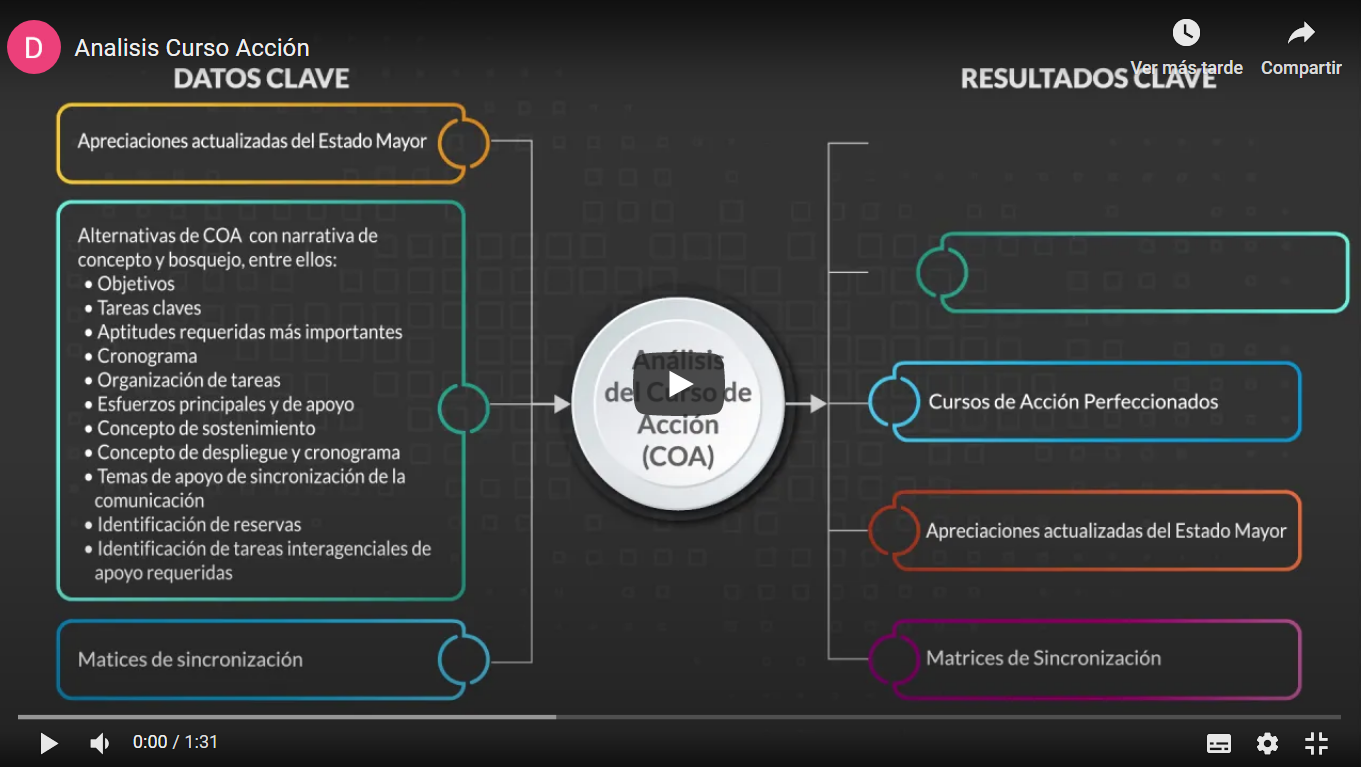 D
Analisis Curso Acción
Ver más tarde
Compartir
DATOS CLAVE
RESULTADOS CLAVE
Apreciaciones actualizadas del Estado Mayor
Alternativas de COA con narrativa de
concepto y bosquejo, entre ellos:
• Objetivos
• Tareas claves
• Aptitudes requeridas más importantes
• Cronograma
• Organización de tareas
• Esfuerzos principales y de apoyo
• Concepto de sostenimiento
• Concepto de despliegue y cronograma
• Temas de apoyo de sincronización de la
comunicación
• Identificación de reservas
• Identificación de tareas interagenciales de
apoyo requeridas
Matices de sincronización
Análisis
del Curso de
Acción
(COA)
Cursos de Acción Perfeccionados
Apreciaciones actualizadas del Estado Mayor
Matrices de Sincronización
0:00 / 1:31